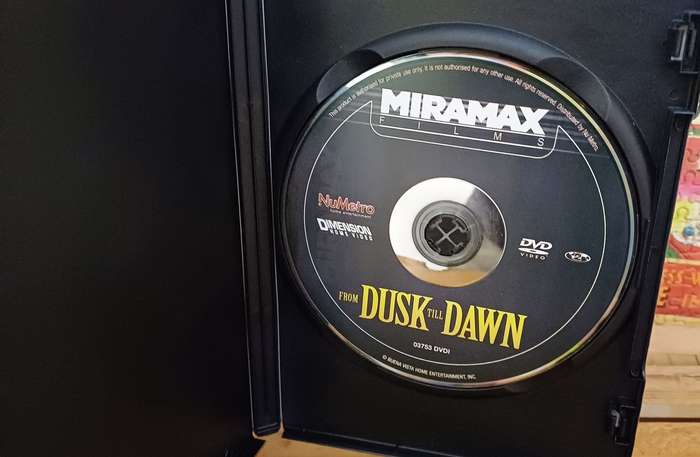 This product is authorized for private use only. It is not authorised for any other use. All rights reserved. Distributed by Nu Metro.
MIRAMAX
FILMS
NuMetro
home entertainment
DIMENSION
HOME VIDEO
DVD
VIDEO
FROM DUSK TILL DAWN
03753 DVDI
© BUENA VISTA HOME ENTERTAINMENT, INC.